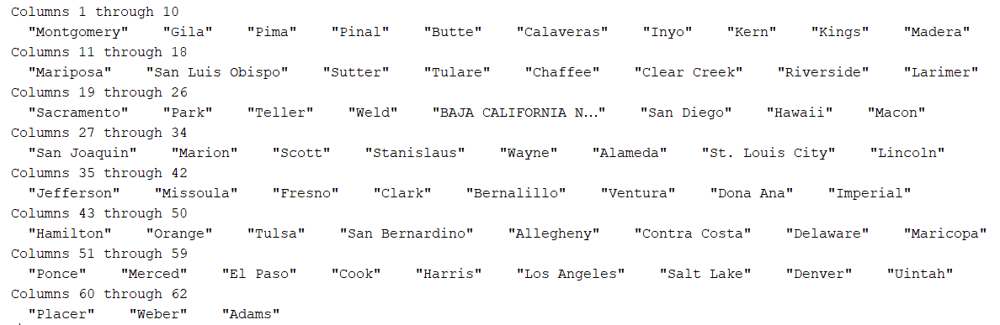 Columns 1 through 10
"Montgomery" "Gila" "Pima" "Pinal" "Butte" "Calaveras" "Inyo" "Kern" "Kings" "Madera"
Columns 11 through 18
"Mariposa" "San Luis Obispo" "Sutter" "Tulare" "Chaffee" "Clear Creek" "Riverside" "Larimer"
Columns 19 through 26
"Sacramento" "Park" "Teller" "Weld" "BAJA CALIFORNIA N…" "San Diego" "Hawaii" "Macon"
Columns 27 through 34
"San Joaquin" "Marion" "Scott" "Stanislaus" "Wayne" "Alameda" "St. Louis City" "Lincoln"
Columns 35 through 42
"Jefferson" "Missoula" "Fresno" "Clark" "Bernalillo" "Ventura" "Dona Ana" "Imperial"
Columns 43 through 50
"Hamilton" "Orange" "Tulsa" "San Bernardino" "Allegheny" "Contra Costa" "Delaware" "Maricopa"
Columns 51 through 59
"Ponce" "Merced" "El Paso" "Cook" "Harris" "Los Angeles" "Salt Lake" "Denver" "Uintah"
Columns 60 through 62
"Placer" "Weber" "Adams"